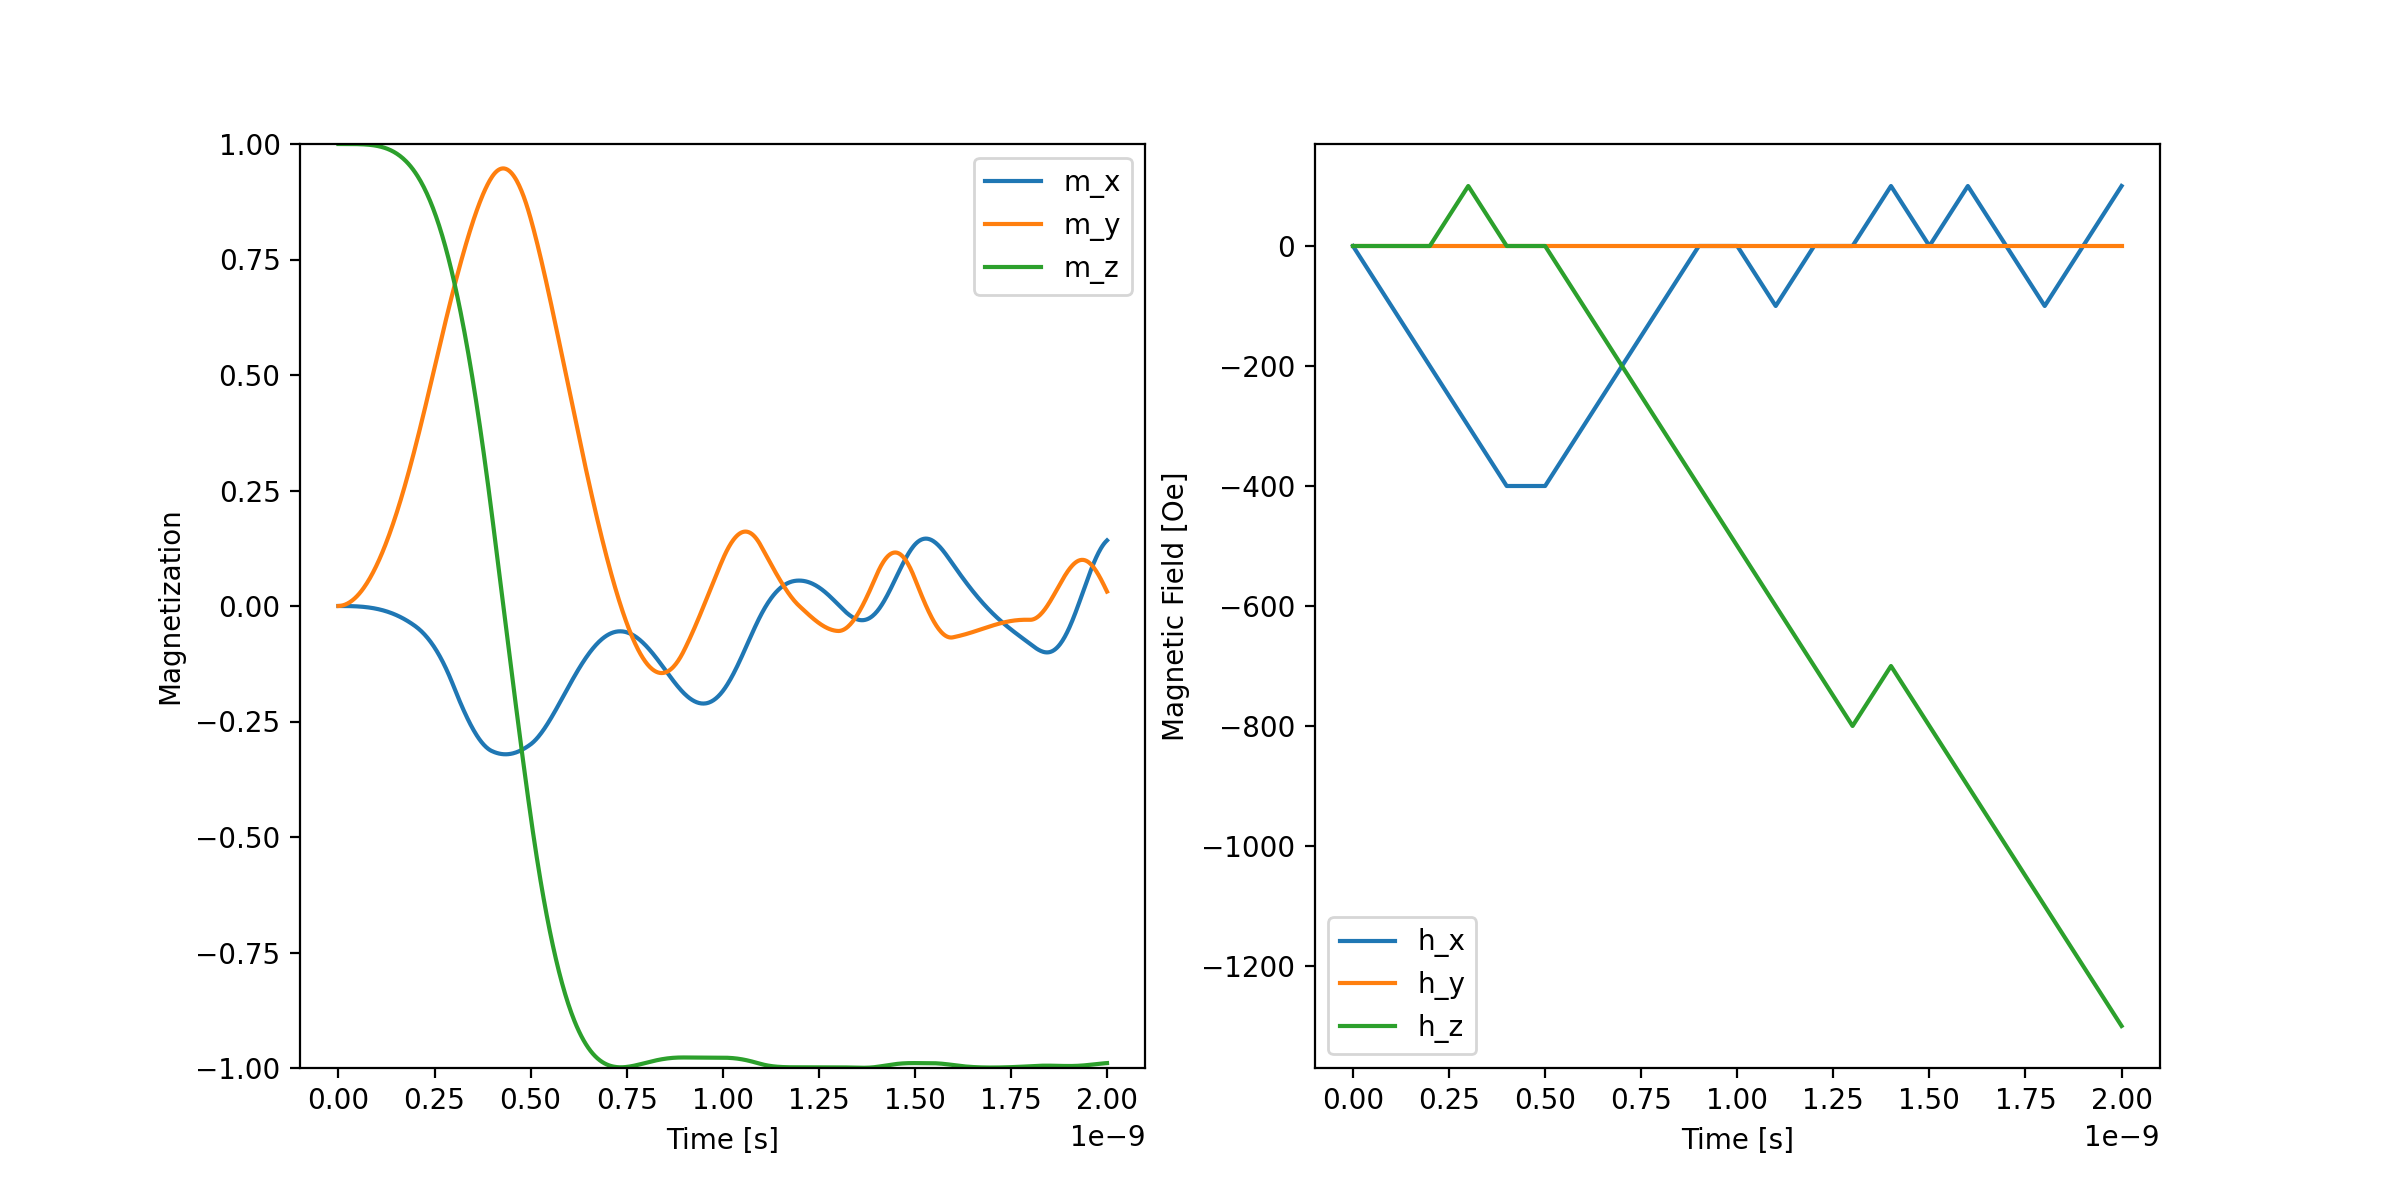 Magnetization
1.00
0.75
0.50
0.25
0.00
−0.25
−0.50
−0.75
−1.00
m_x
m_y
m_z
0.00 0.25 0.50 0.75 1.00 1.25 1.50 1.75 2.00
Time [s]
1e−9
Magnetic Field [Oe]
0
−200
−400
−600
−800
−1000
−1200
h_x
h_y
h_z
0.00 0.25 0.50 0.75 1.00 1.25 1.50 1.75 2.00
Time [s]
1e−9